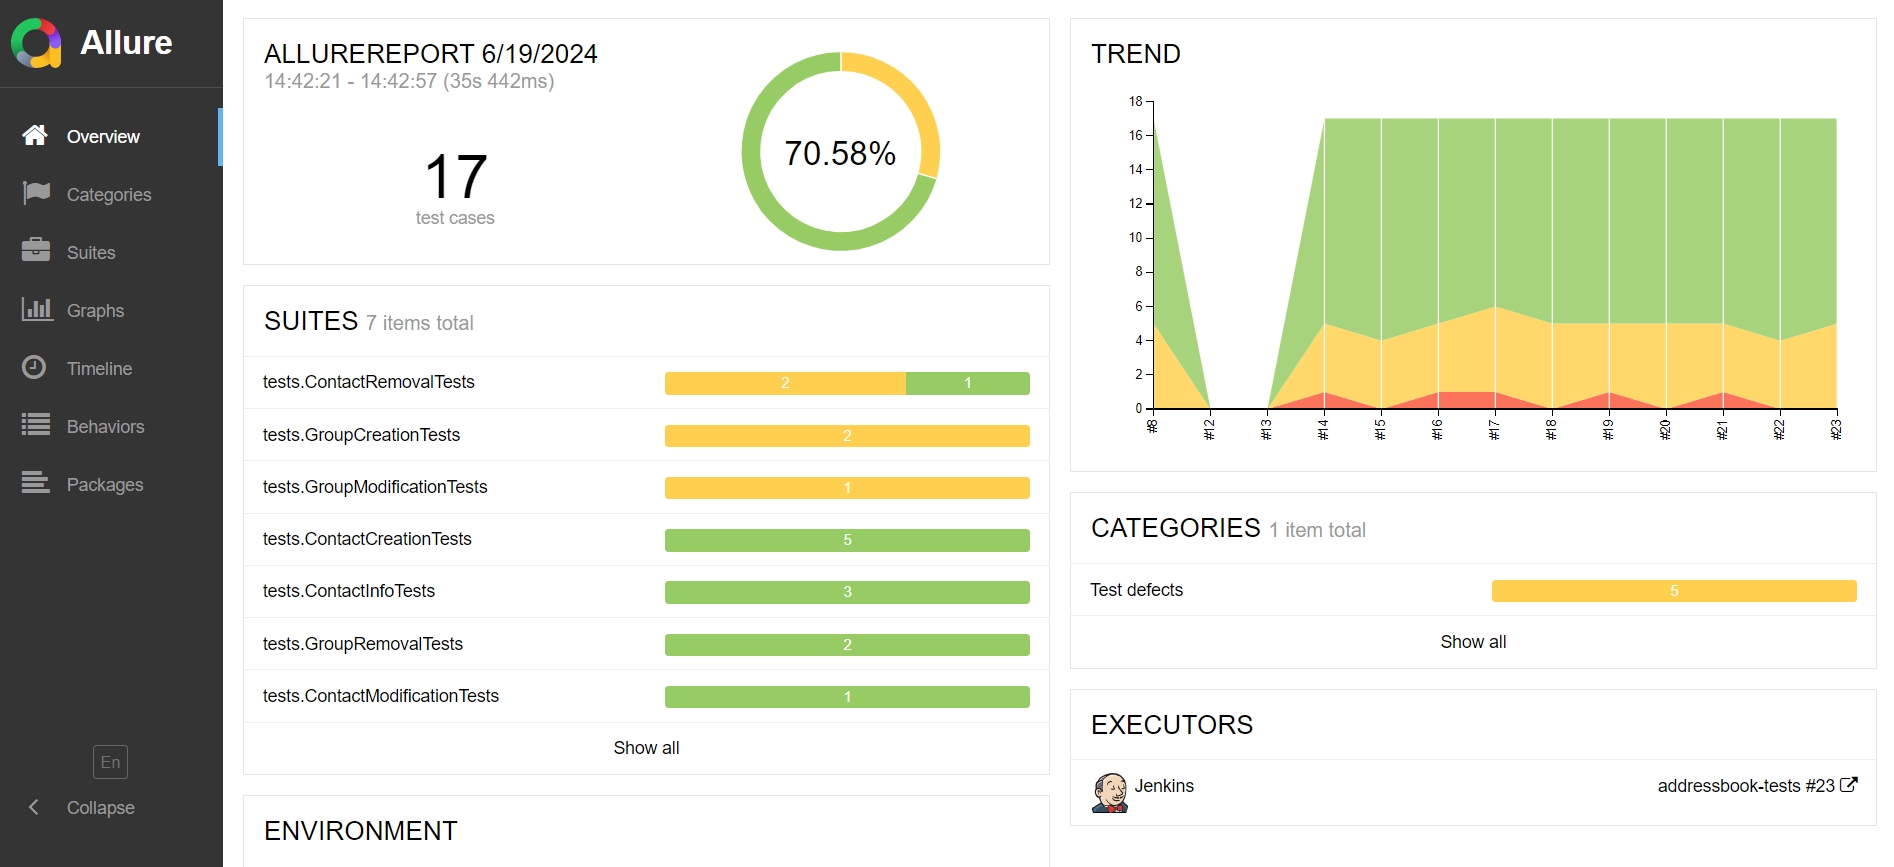 Allure
Overview
Categories
Suites
Graphs
Timeline
Behaviors
Packages
En
Collapse
ALLUREREPORT 6/19/2024
14:42:21 - 14:42:57 (35s 442ms)
17
test cases
70.58%
SUITES 7 items total
tests.ContactRemovalTests 2 1
tests.GroupCreationTests 2
tests.GroupModificationTests 1
tests.ContactCreationTests 5
tests.ContactInfoTests 3
tests.GroupRemovalTests 2
tests.ContactModificationTests 1
Show all
ENVIRONMENT
TREND
18
16
14
12
10
8
6
4
2
0
#8 #12 #13 #14 #15 #16 #17 #18 #19 #20 #21 #22 #23
CATEGORIES 1 item total
Test defects 5
Show all
EXECUTORS
Jenkins addressbook-tests #23